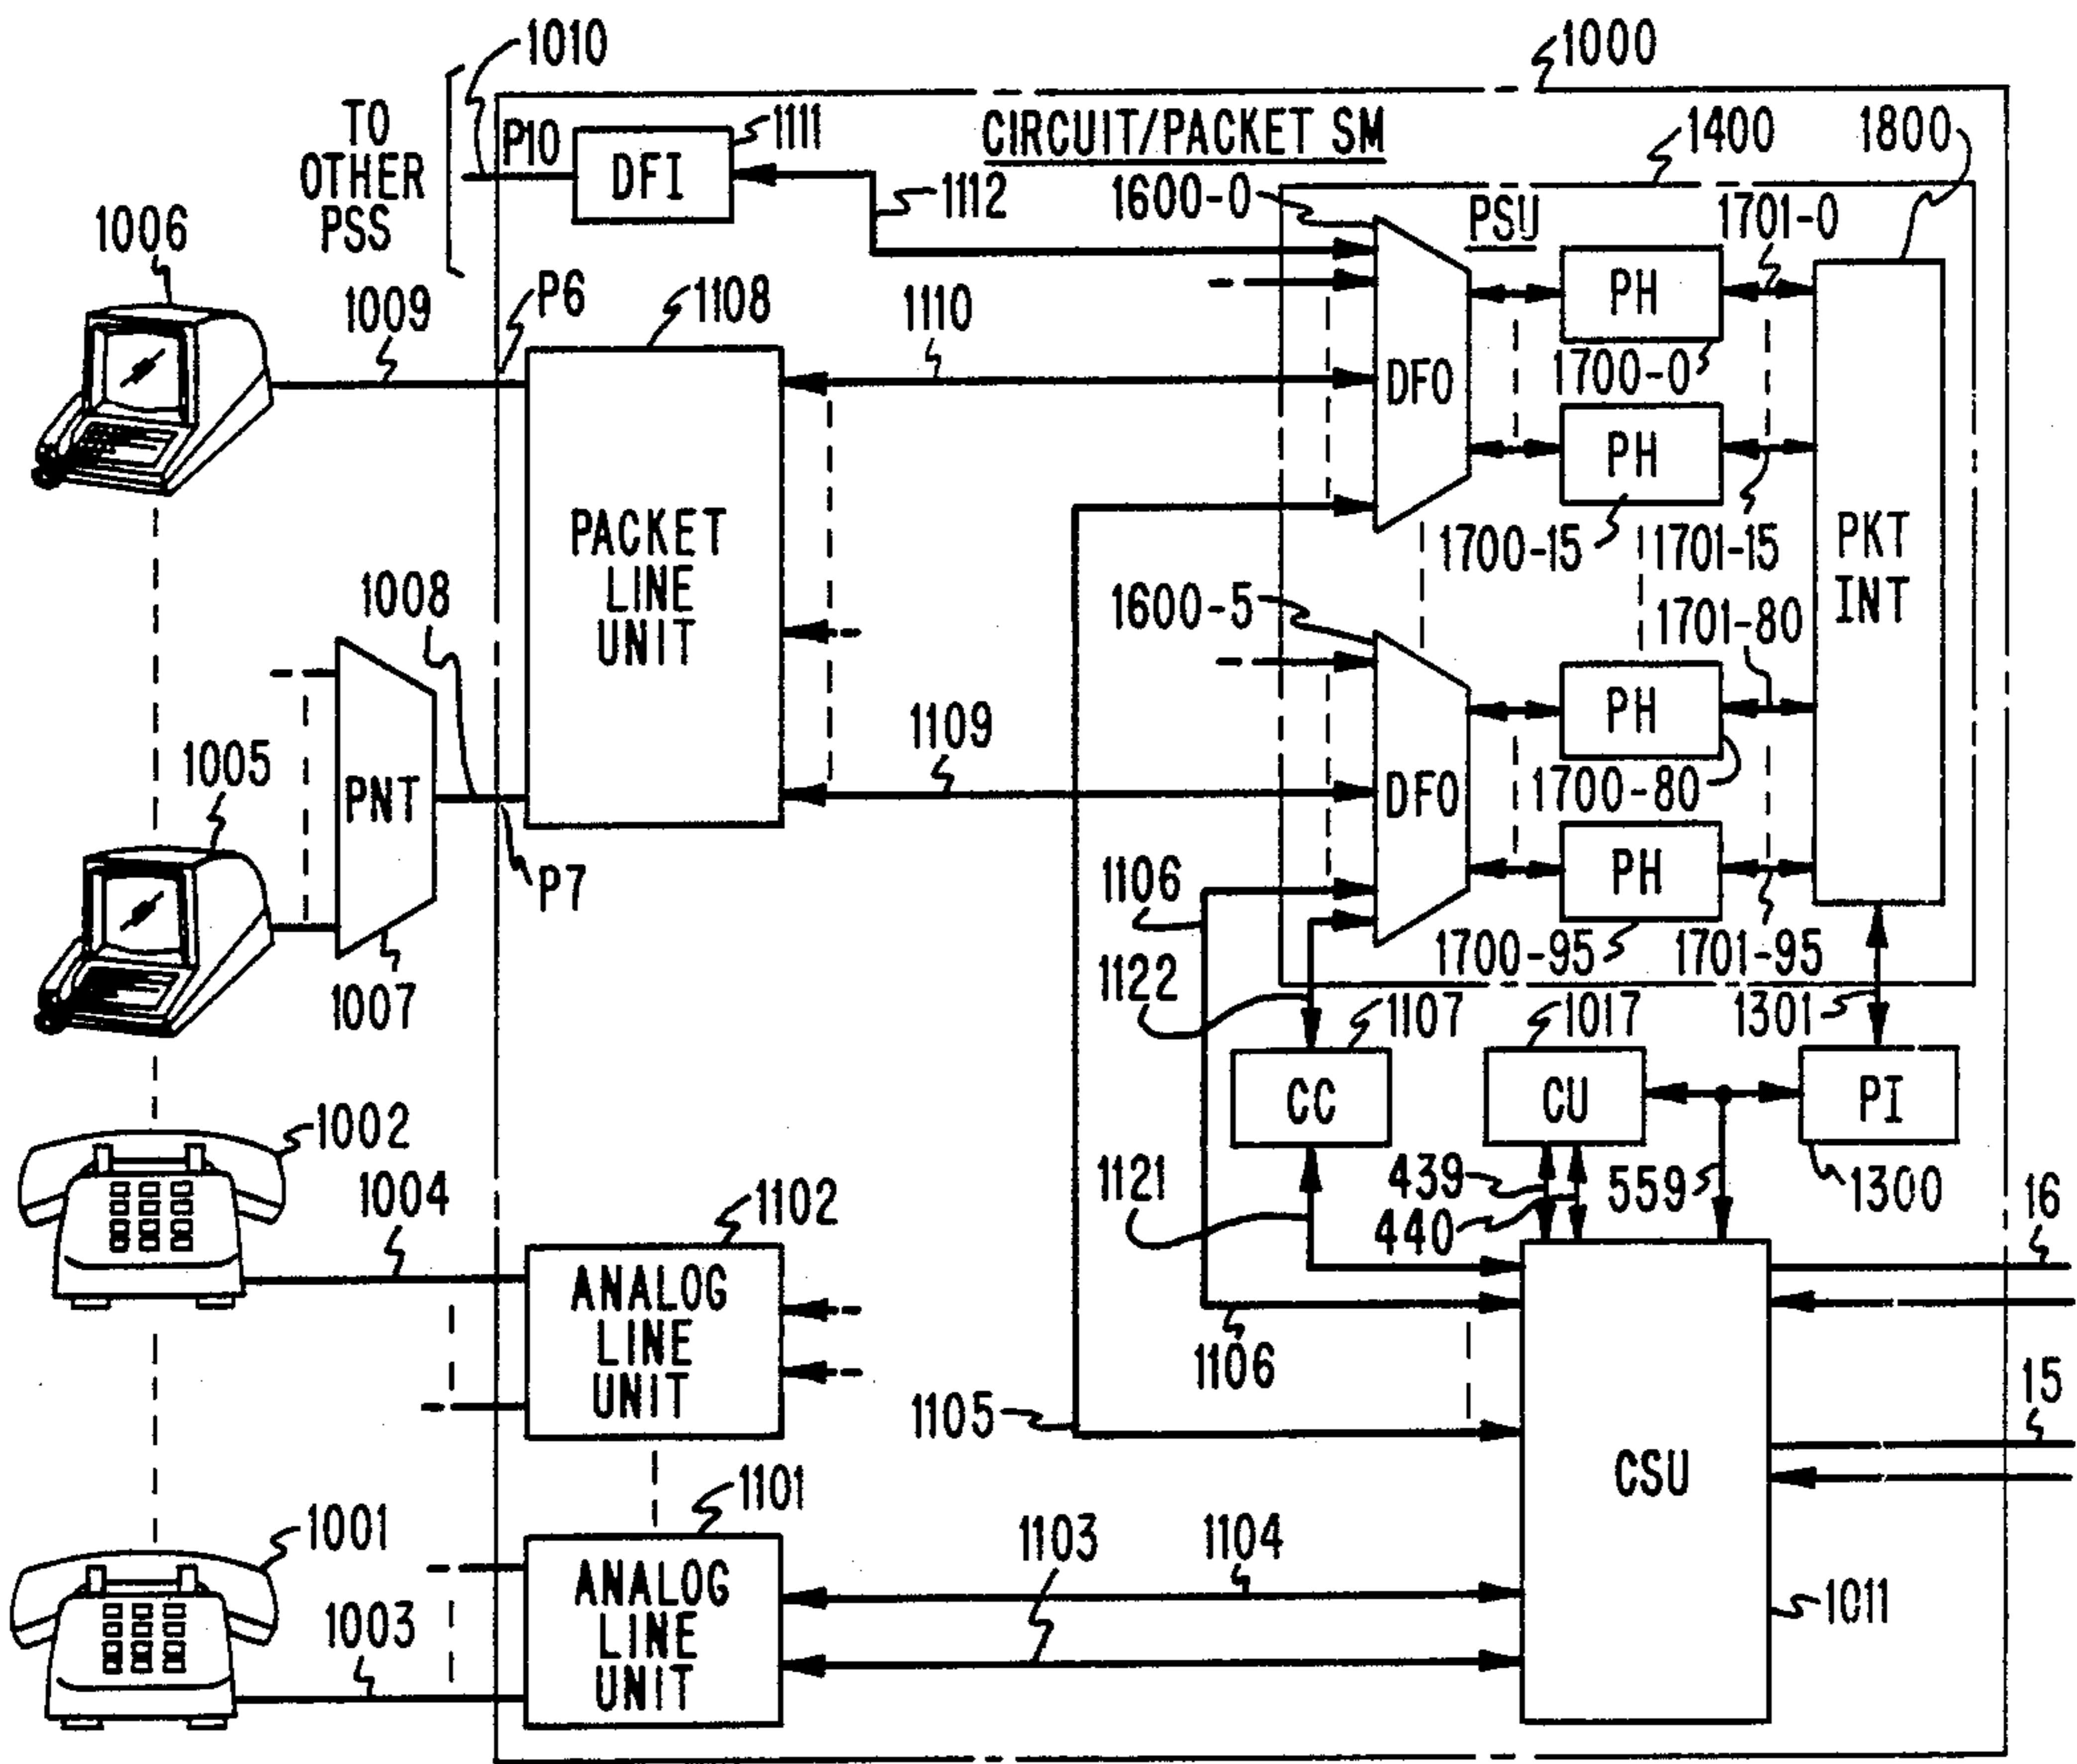 1010
1000
TO
OTHER
PSS
P10
DFI
1111
CIRCUIT/PACKET SM
1400
1800
1112
1600-0
PSU
1701-0
1006
1009
P6
1108
1110
DFO
PH
1700-0
PH
1700-15
1701-15
PKT
INT
PACKET
LINE
UNIT
1008
1600-5
1701-80
1005
PNT
1007
P7
1109
DFO
PH
1700-80
PH
1700-95
1701-95
1106
1122
1107
1017
1301
CC
CU
PI
1300
1002
1004
1102
1121
439
440
559
16
ANALOG
LINE
UNIT
1106
1105
15
CSU
1001
1003
1101
1103
1104
ANALOG
LINE
UNIT
1011